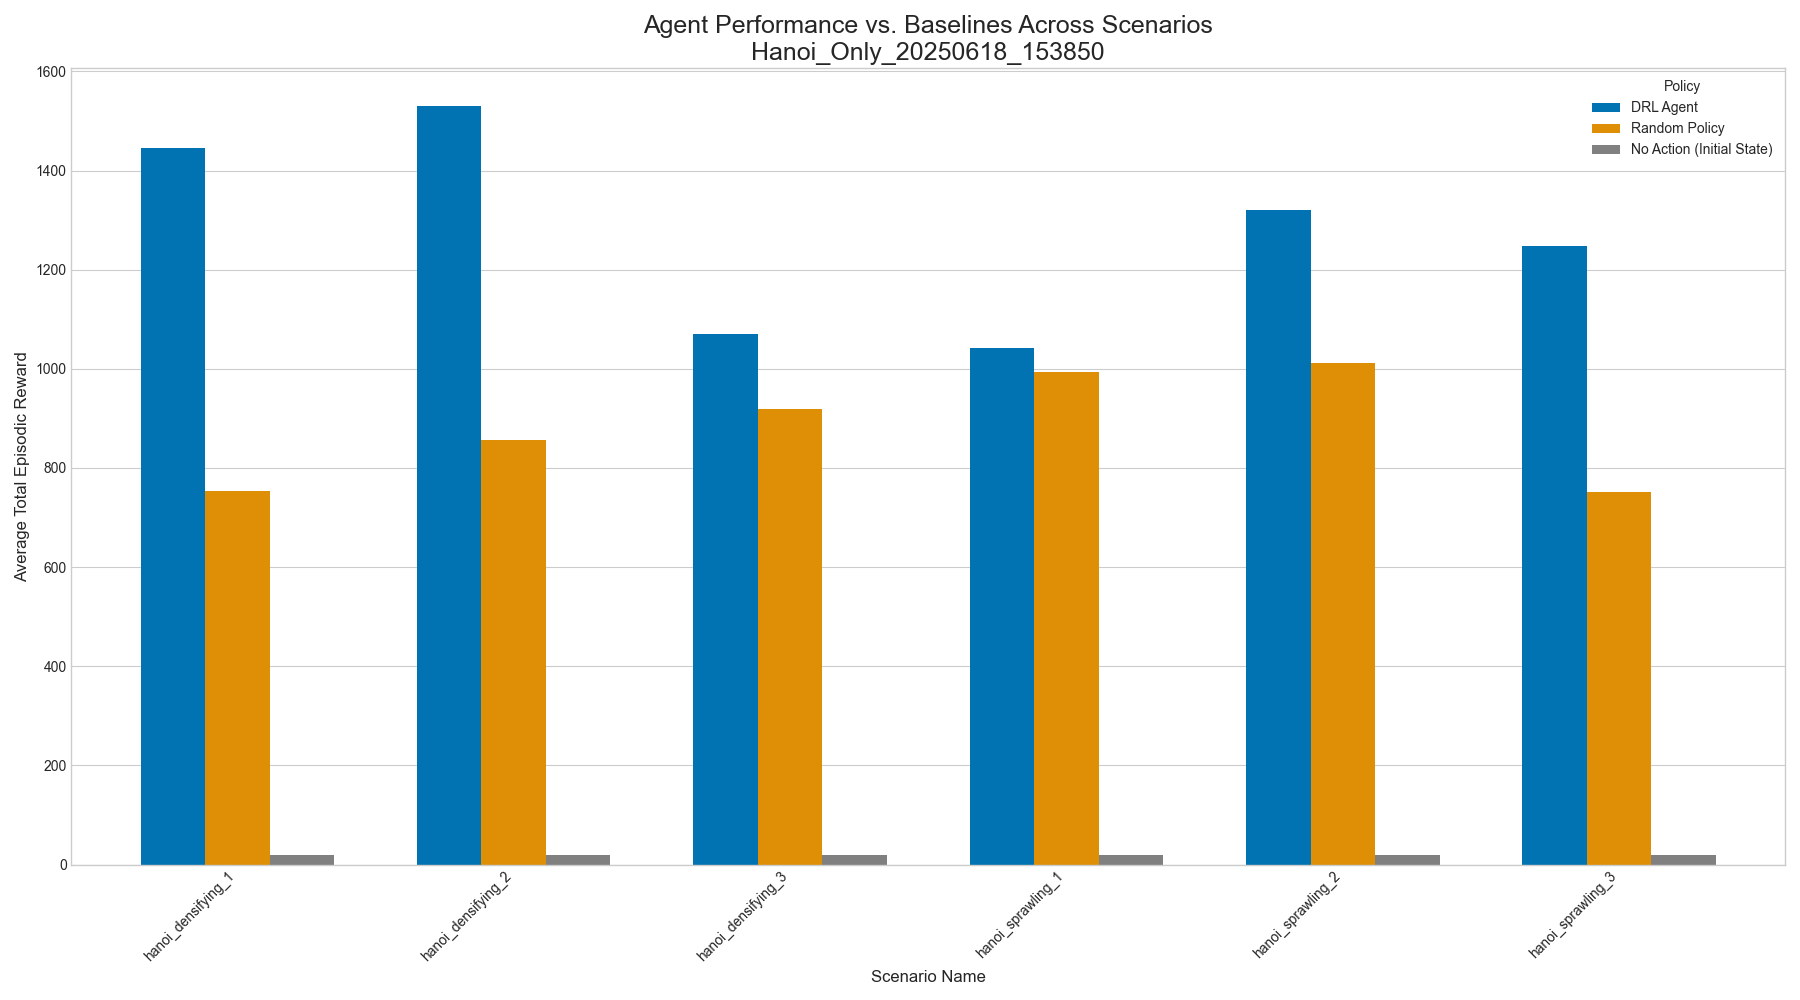 Agent Performance vs. Baselines Across Scenarios
Hanoi_Only_20250618_153850
Policy
DRL Agent
Random Policy
No Action (Initial State)
Average Total Episodic Reward
1600
1400
1200
1000
800
600
400
200
0
hanoi_densifying_1
hanoi_densifying_2
hanoi_densifying_3
hanoi_sprawling_1
hanoi_sprawling_2
hanoi_sprawling_3
Scenario Name